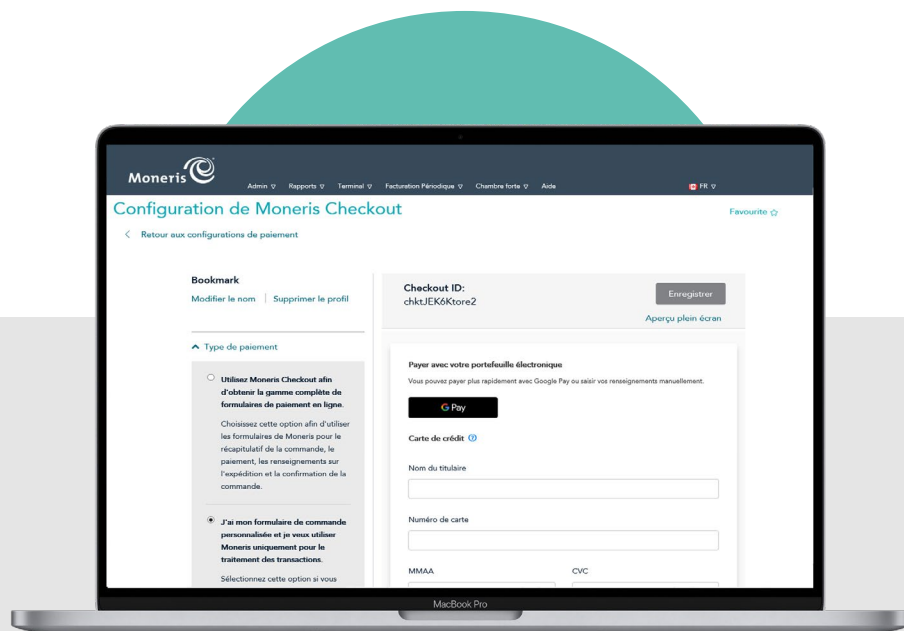 Moneris
Admin Rapports Terminal Facturation Périodique Chambre forte Aide FR
Configuration de Moneris Checkout
Favourite
< Retour aux configurations de paiement
Bookmark
Modifier le nom | Supprimer le profil
Type de paiement
Utilisez Moneris Checkout afin
d'obtenir la gamme complète de
formulaires de paiement en ligne.
Choisissez cette option afin d'utiliser
les formulaires de Moneris pour le
récapitulatif de la commande, le
paiement, les renseignements sur
l'expédition et la confirmation de la
commande.
J'ai mon formulaire de commande
personnalisée et je veux utiliser
Moneris uniquement pour le
traitement des transactions.
Sélectionnez cette option si vous
Checkout ID:
chktJEK6Ktore2
Enregistrer
Aperçu plein écran
Payer avec votre portefeuille électronique
Vous pouvez payer plus rapidement avec Google Pay ou saisir vos renseignements manuellement.
G Pay
Carte de crédit ?
Nom du titulaire
Numéro de carte
MMAA CVC
MacBook Pro